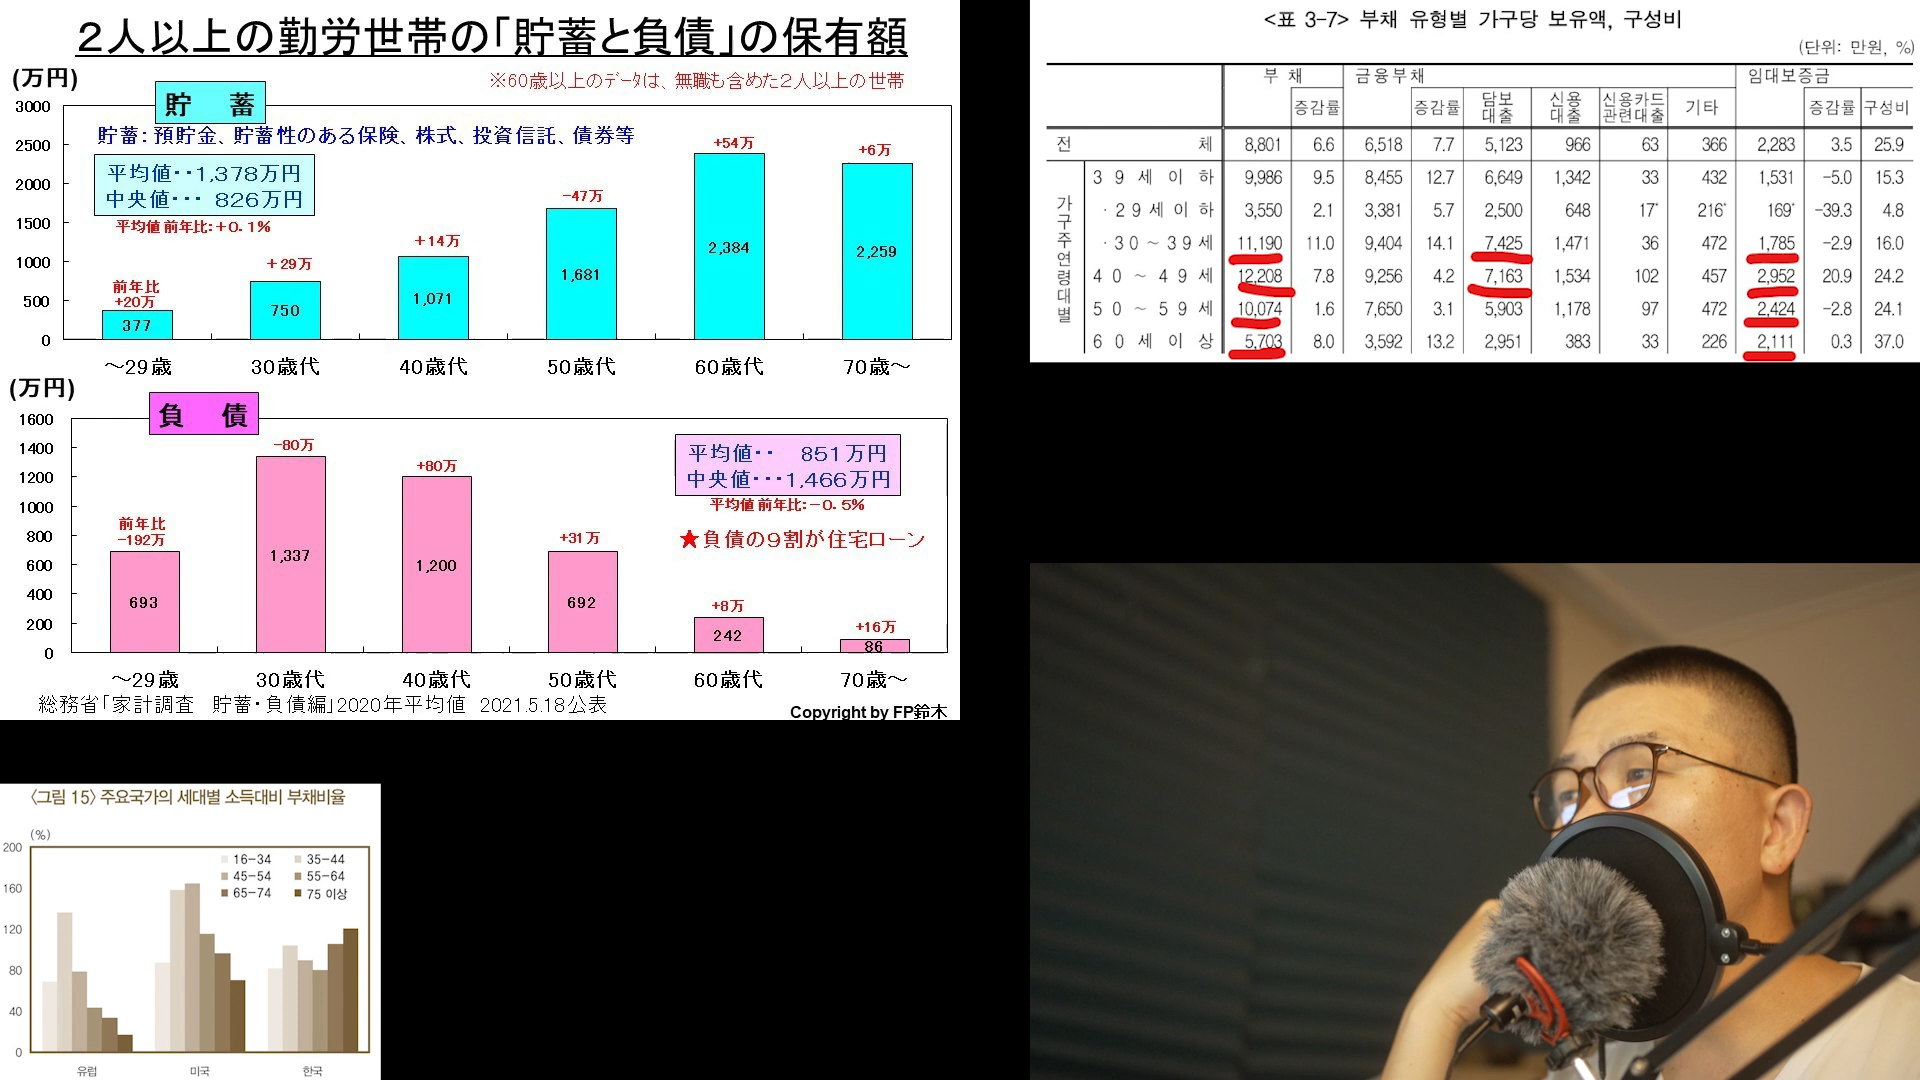 ２人以上の勤労世帯の「貯蓄と負債」の保有額
(万円)
※60歳以上のﾃﾞｰﾀは、無職も含めた２人以上の世帯
貯　蓄
貯蓄：預貯金、貯蓄性のある保険、株式、投資信託、債券等
平均値‥1,378万円
中央値… 826万円
平均値 前年比：+0.1%
3000
2500
2000
1500
1000
500
0
前年比
+20万
+29万
+14万
-47万
+54万
+6万
377
750
1,071
1,681
2,384
2,259
～29歳
30歳代
40歳代
50歳代
60歳代
70歳～
(万円)
負　債
平均値‥ 851万円
中央値…1,466万円
平均値 前年比：-0.5%
★負債の９割が住宅ローン
1600
1400
1200
1000
800
600
400
200
0
前年比
-192万
-80万
+80万
+31万
+8万
+16万
693
1,337
1,200
692
242
86
～29歳
30歳代
40歳代
50歳代
60歳代
70歳～
総務省「家計調査　貯蓄・負債編」2020年平均値　2021.5.18公表
Copyright by FP鈴木
<표 3-7> 부채 유형별 가구당 보유액, 구성비
(단위: 만원, %)
부 채 금융부채 임대보증금
증감률 증감률 담보대출 신용대출 신용카드관련대출 기타 증감률 구성비
전 체 8,801 6.6 6,518 7.7 5,123 966 63 366 2,283 3.5 25.9
가구주연령대별
39세이하 9,986 9.5 8,455 12.7 6,649 1,342 33 432 1,531 -5.0 15.3
·29세이하 3,550 2.1 3,381 5.7 2,500 648 17* 216* 169* -39.3 4.8
·30～39세 11,190 11.0 9,404 14.1 7,425 1,471 36 472 1,785 -2.9 16.0
40～49세 12,208 7.8 9,256 4.2 7,163 1,534 102 457 2,952 20.9 24.2
50～59세 10,074 1.6 7,650 3.1 5,903 1,178 97 472 2,424 -2.8 24.1
60세이상 5,703 8.0 3,592 13.2 2,951 383 33 226 2,111 0.3 37.0
〈그림 15〉 주요국가의 세대별 소득대비 부채비율
(%)
200
160
120
80
40
0
16-34 35-44
45-54 55-64
65-74 75 이상
유럽 미국 한국